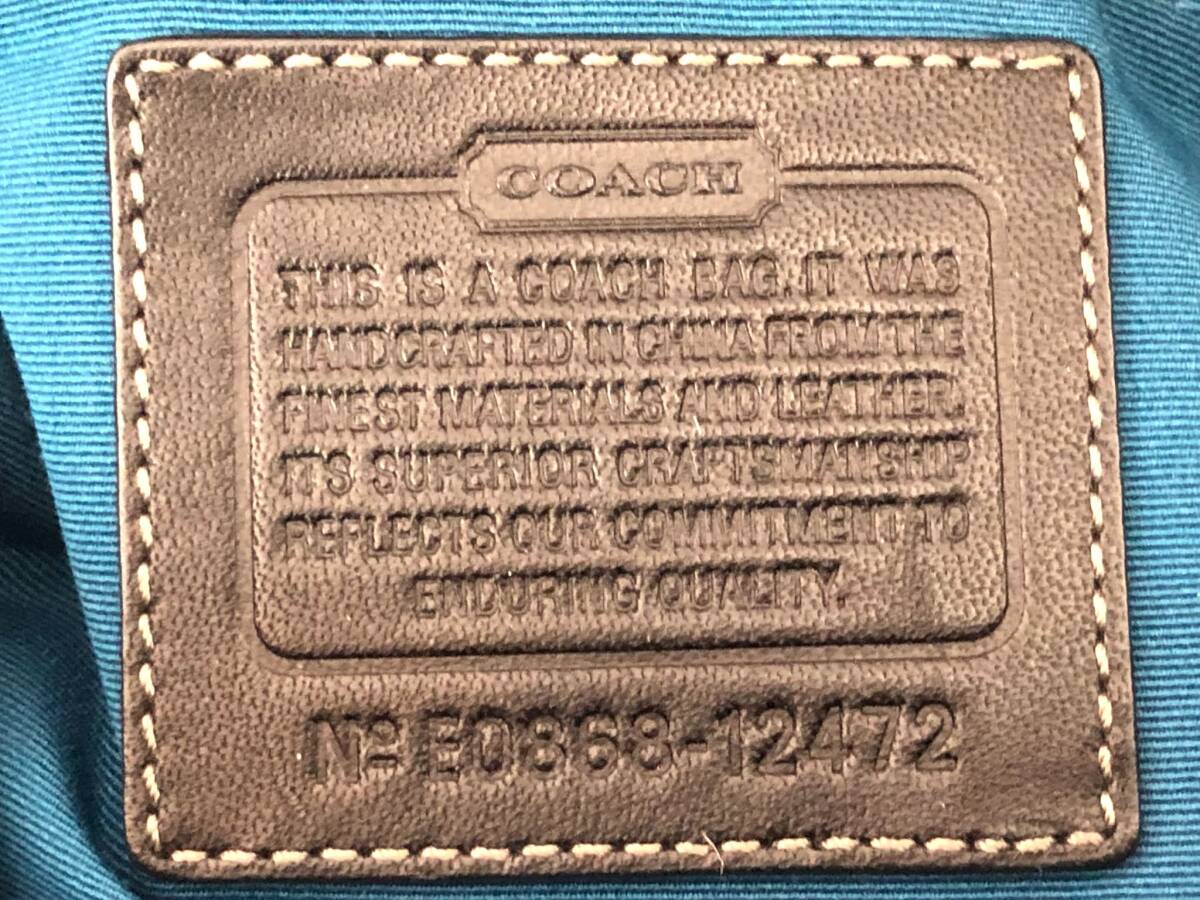 COACH
THIS IS A COACH BAG. IT WAS
HANDCRAFTED IN CHINA FROM THE
FINEST MATERIALS AND LEATHER.
ITS SUPERIOR CRAFTSMANSHIP
REFLECTS OUR COMMITMENT TO
ENDURING QUALITY.
Nº E0868-12472